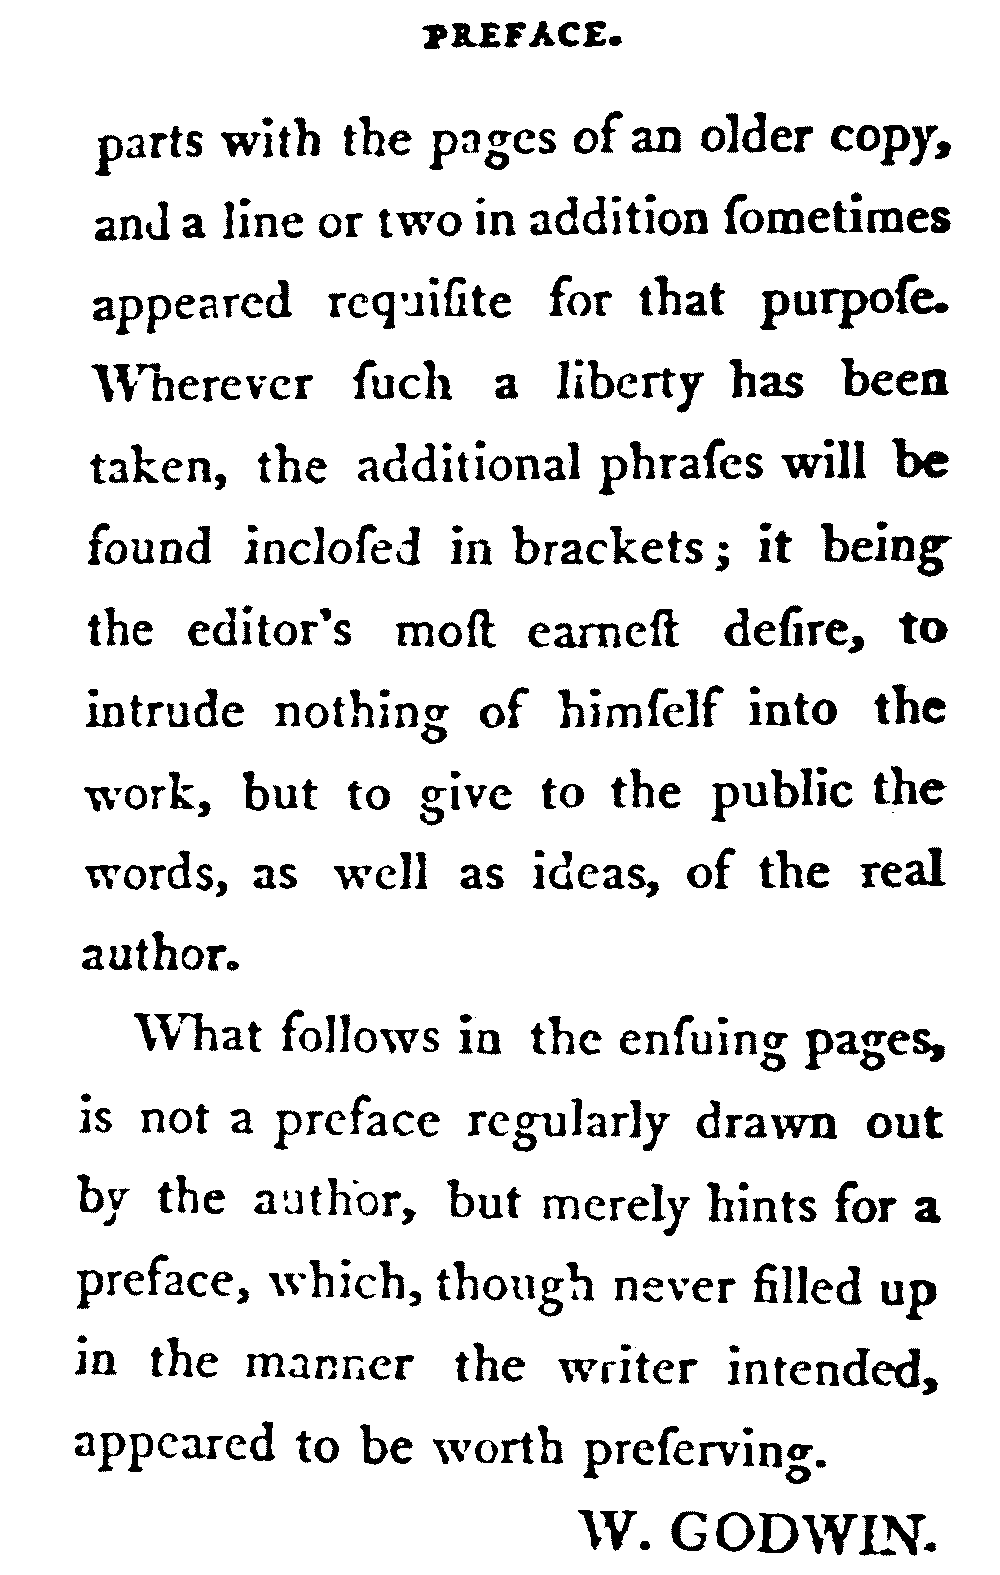 PREFACE.
parts with the pages of an older copy,
and a line or two in addition ſometimes
appeared requiſite for that purpoſe.
Wherever ſuch a liberty has been
taken, the additional phraſes will be
found incloſed in brackets; it being
the editor's moſt earneſt deſire, to
intrude nothing of himſelf into the
work, but to give to the public the
words, as well as ideas, of the real
author.
What follows in the enſuing pages,
is not a preface regularly drawn out
by the author, but merely hints for a
preface, which, though never filled up
in the manner the writer intended,
appeared to be worth preſerving.
W. GODWIN.